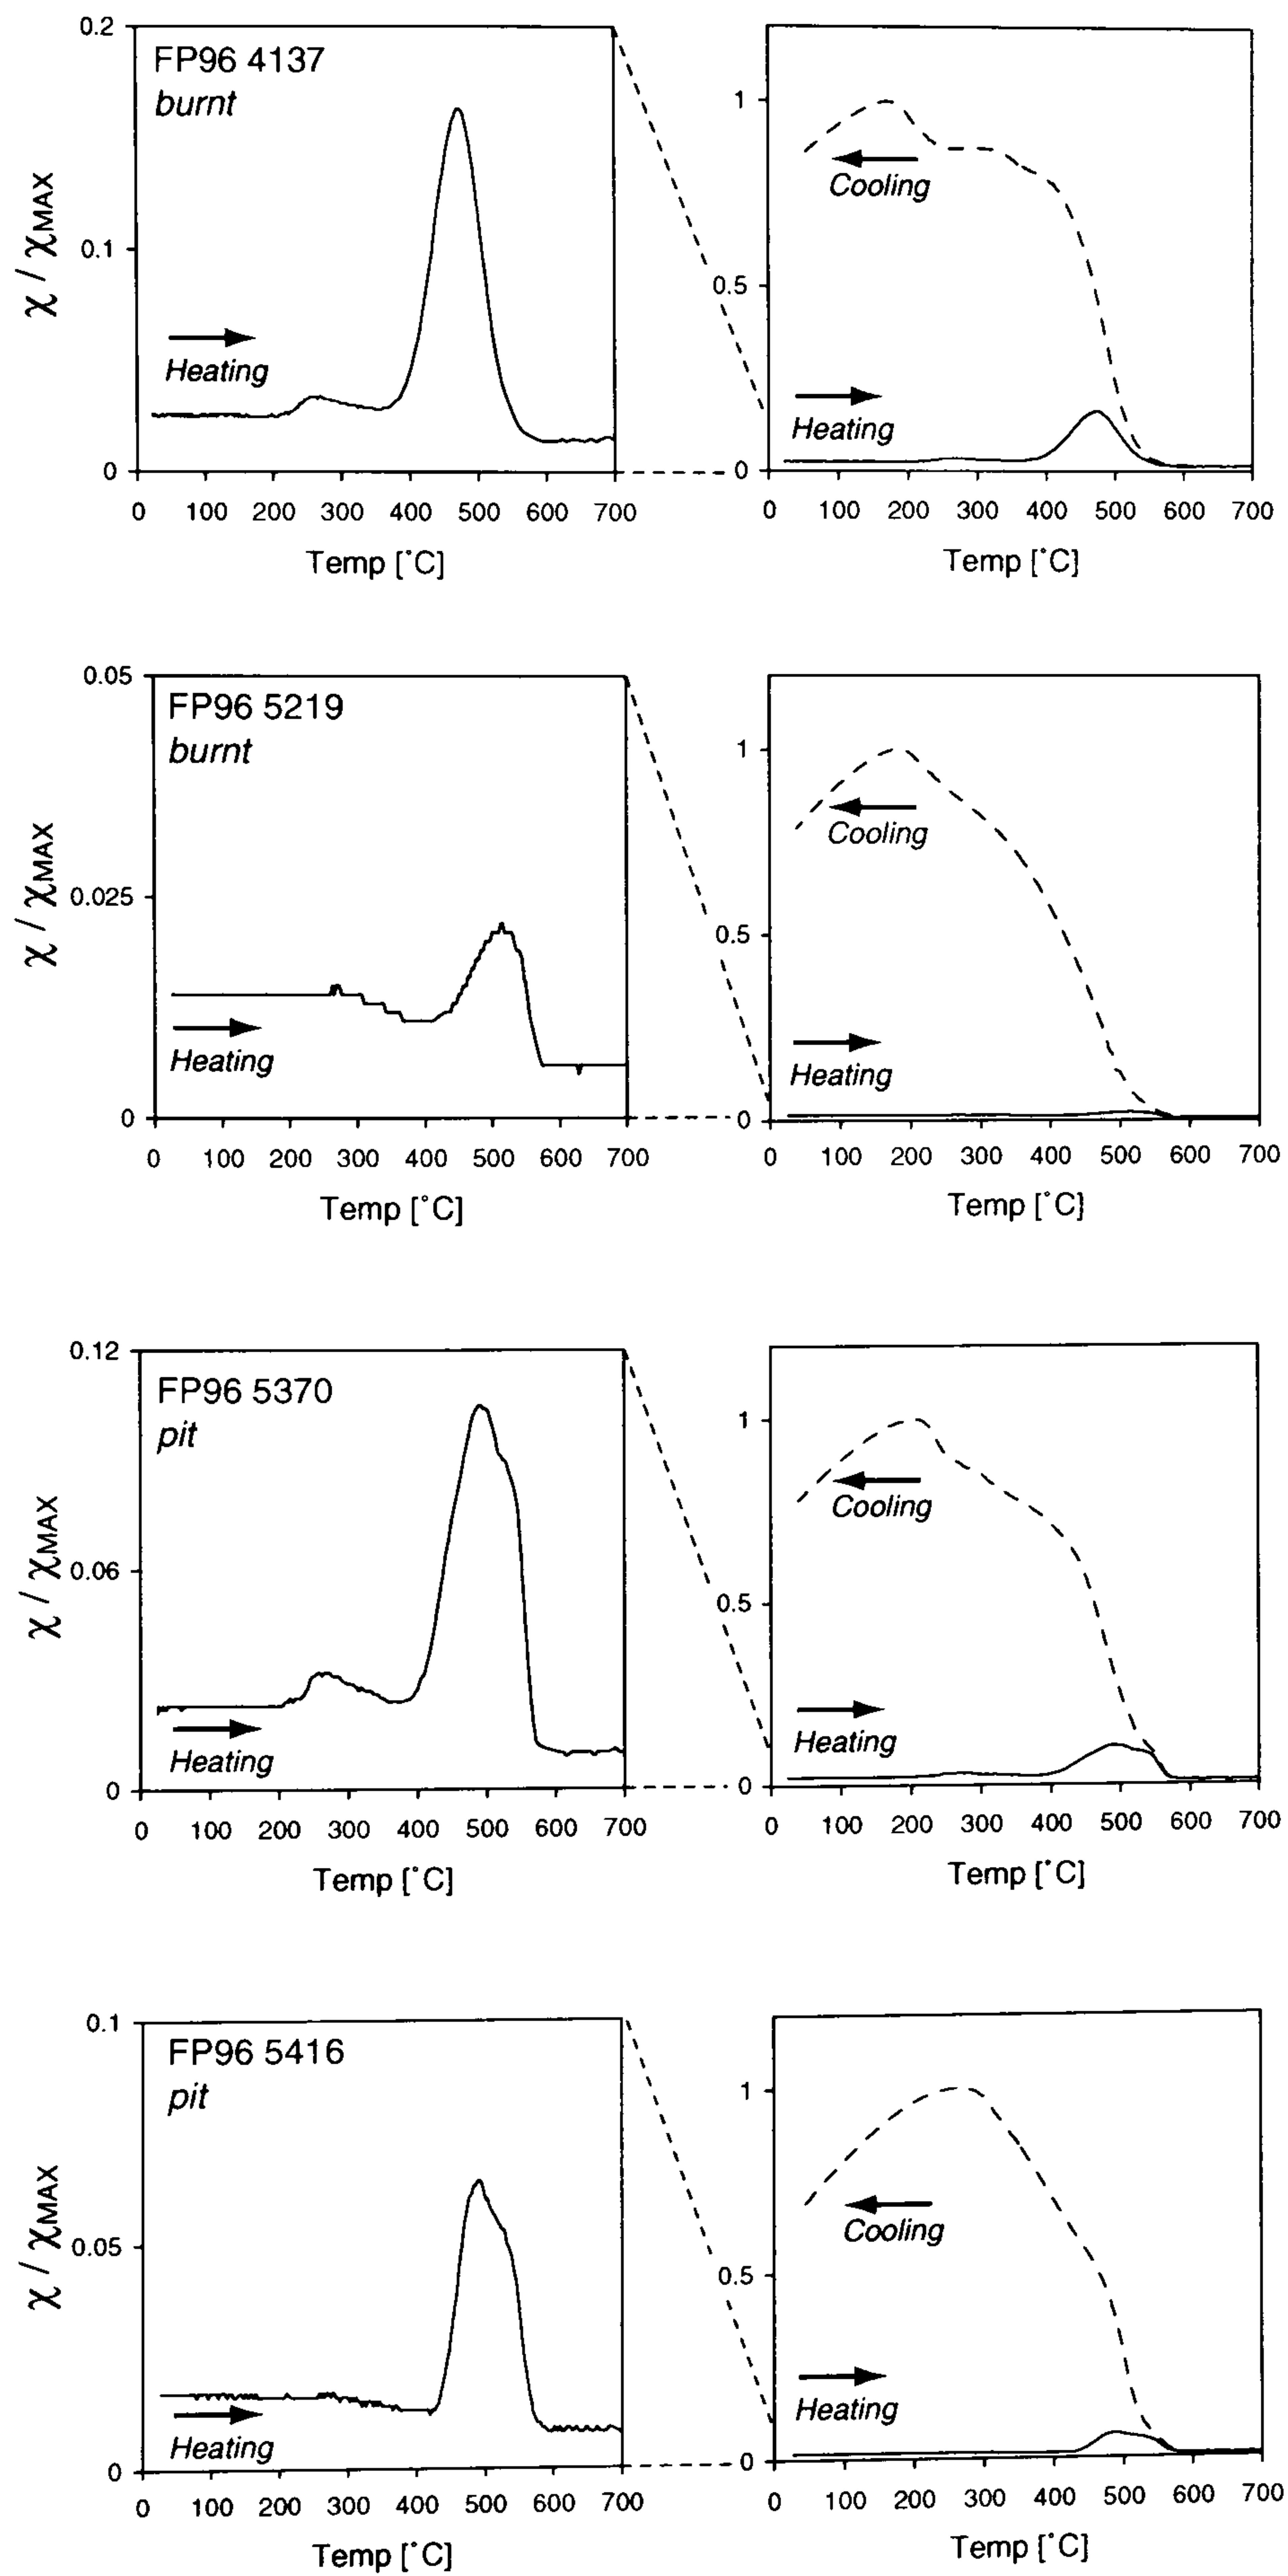 0.2
FP96 4137
burnt
0.1
χ / χMAX
Heating
0
0 100 200 300 400 500 600 700
Temp [°C]
1
Cooling
0.5
Heating
0
0 100 200 300 400 500 600 700
Temp [°C]
0.05
FP96 5219
burnt
0.025
χ / χMAX
Heating
0
0 100 200 300 400 500 600 700
Temp [°C]
1
Cooling
0.5
Heating
0
0 100 200 300 400 500 600 700
Temp [°C]
0.12
FP96 5370
pit
0.06
χ / χMAX
Heating
0
0 100 200 300 400 500 600 700
Temp [°C]
1
Cooling
0.5
Heating
0
0 100 200 300 400 500 600 700
Temp [°C]
0.1
FP96 5416
pit
0.05
χ / χMAX
Heating
0
0 100 200 300 400 500 600 700
Temp [°C]
1
Cooling
0.5
Heating
0
0 100 200 300 400 500 600 700
Temp [°C]